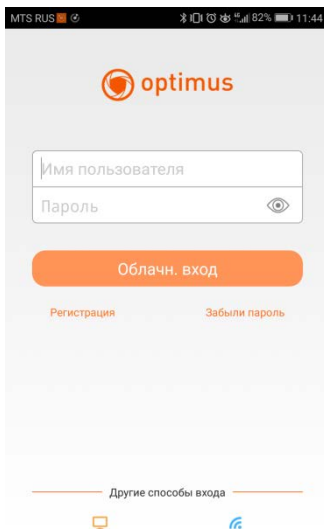 MTS RUS 82% 11:44
optimus
Имя пользователя
Пароль
Облачн. вход
Регистрация Забыли пароль
Другие способы входа